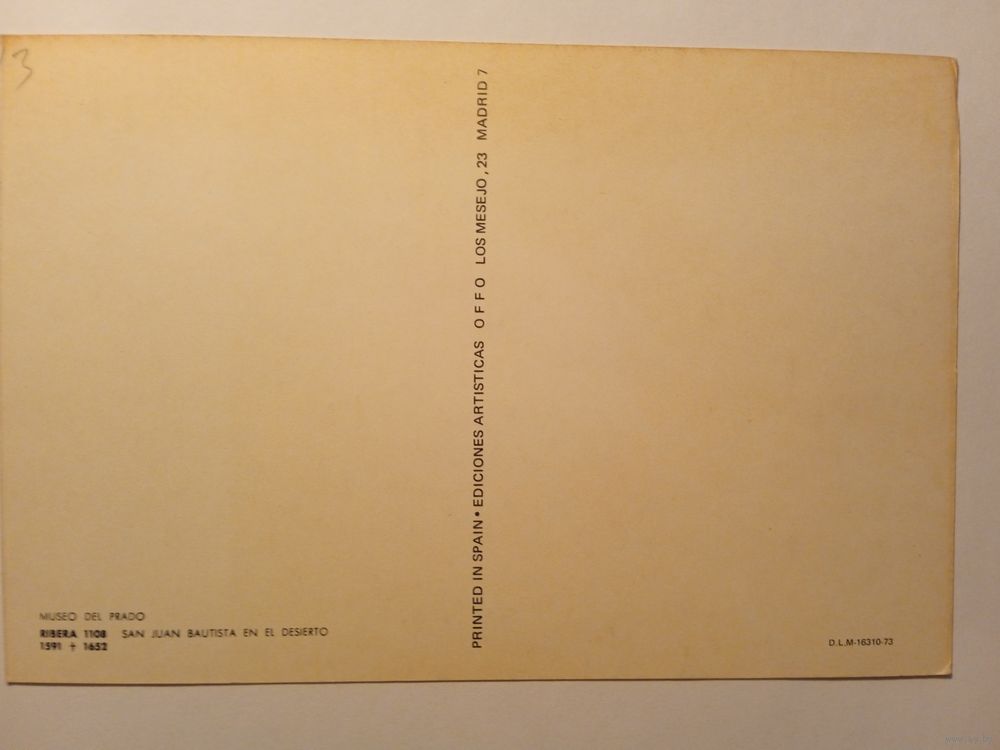 3
MUSEO DEL PRADO
RIBERA 1108 SAN JUAN BAUTISTA EN EL DESIERTO
1591 † 1652
PRINTED IN SPAIN • EDICIONES ARTISTICAS OFFO LOS MESEJO, 23 MADRID 7
D.L.M-16310-73